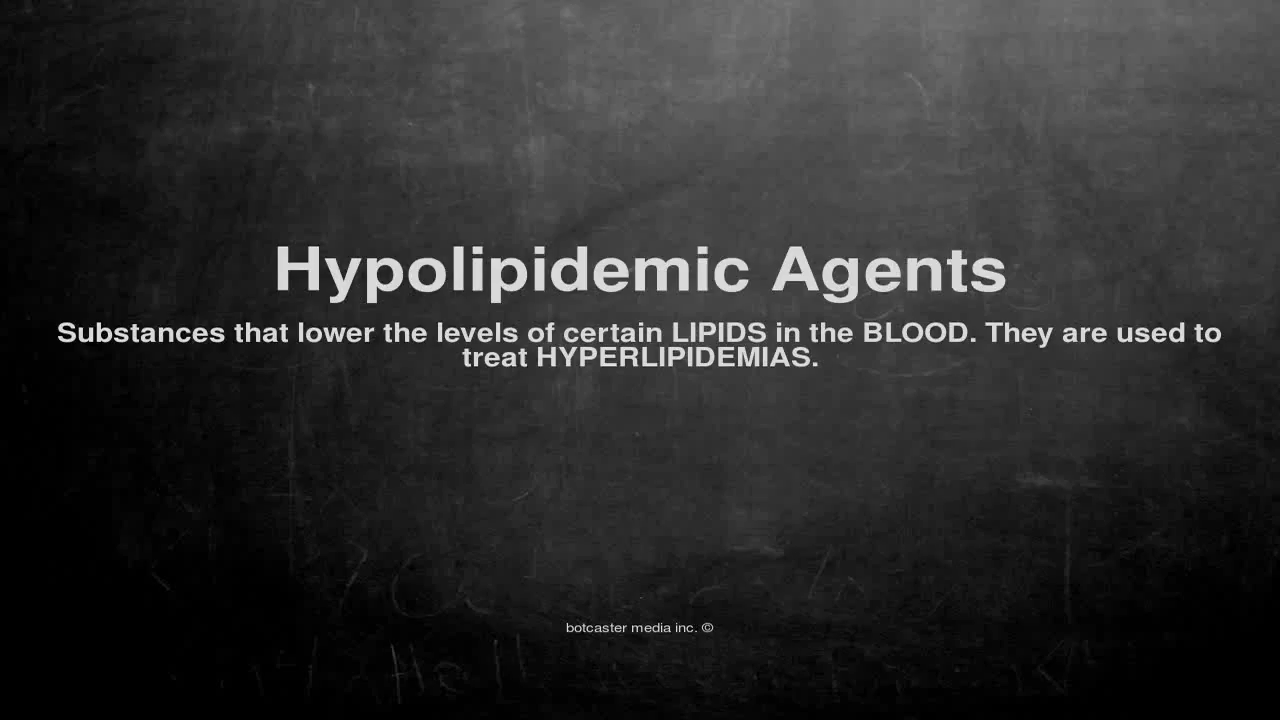 Hypolipidemic Agents
Substances that lower the levels of certain LIPIDS in the BLOOD. They are used to
treat HYPERLIPIDEMIAS.
botcaster media inc. ©